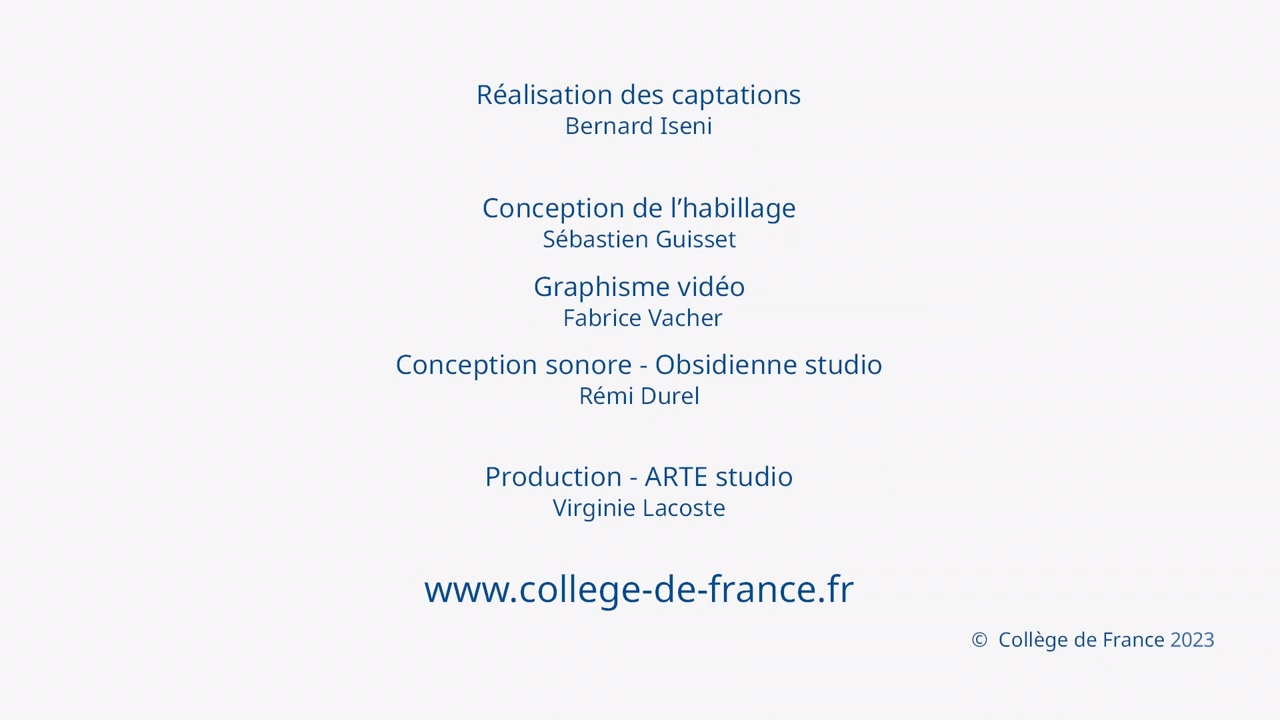 Réalisation des captations
Bernard Iseni
Conception de l’habillage
Sébastien Guisset
Graphisme vidéo
Fabrice Vacher
Conception sonore - Obsidienne studio
Rémi Durel
Production - ARTE studio
Virginie Lacoste
www.college-de-france.fr
© Collège de France 2023